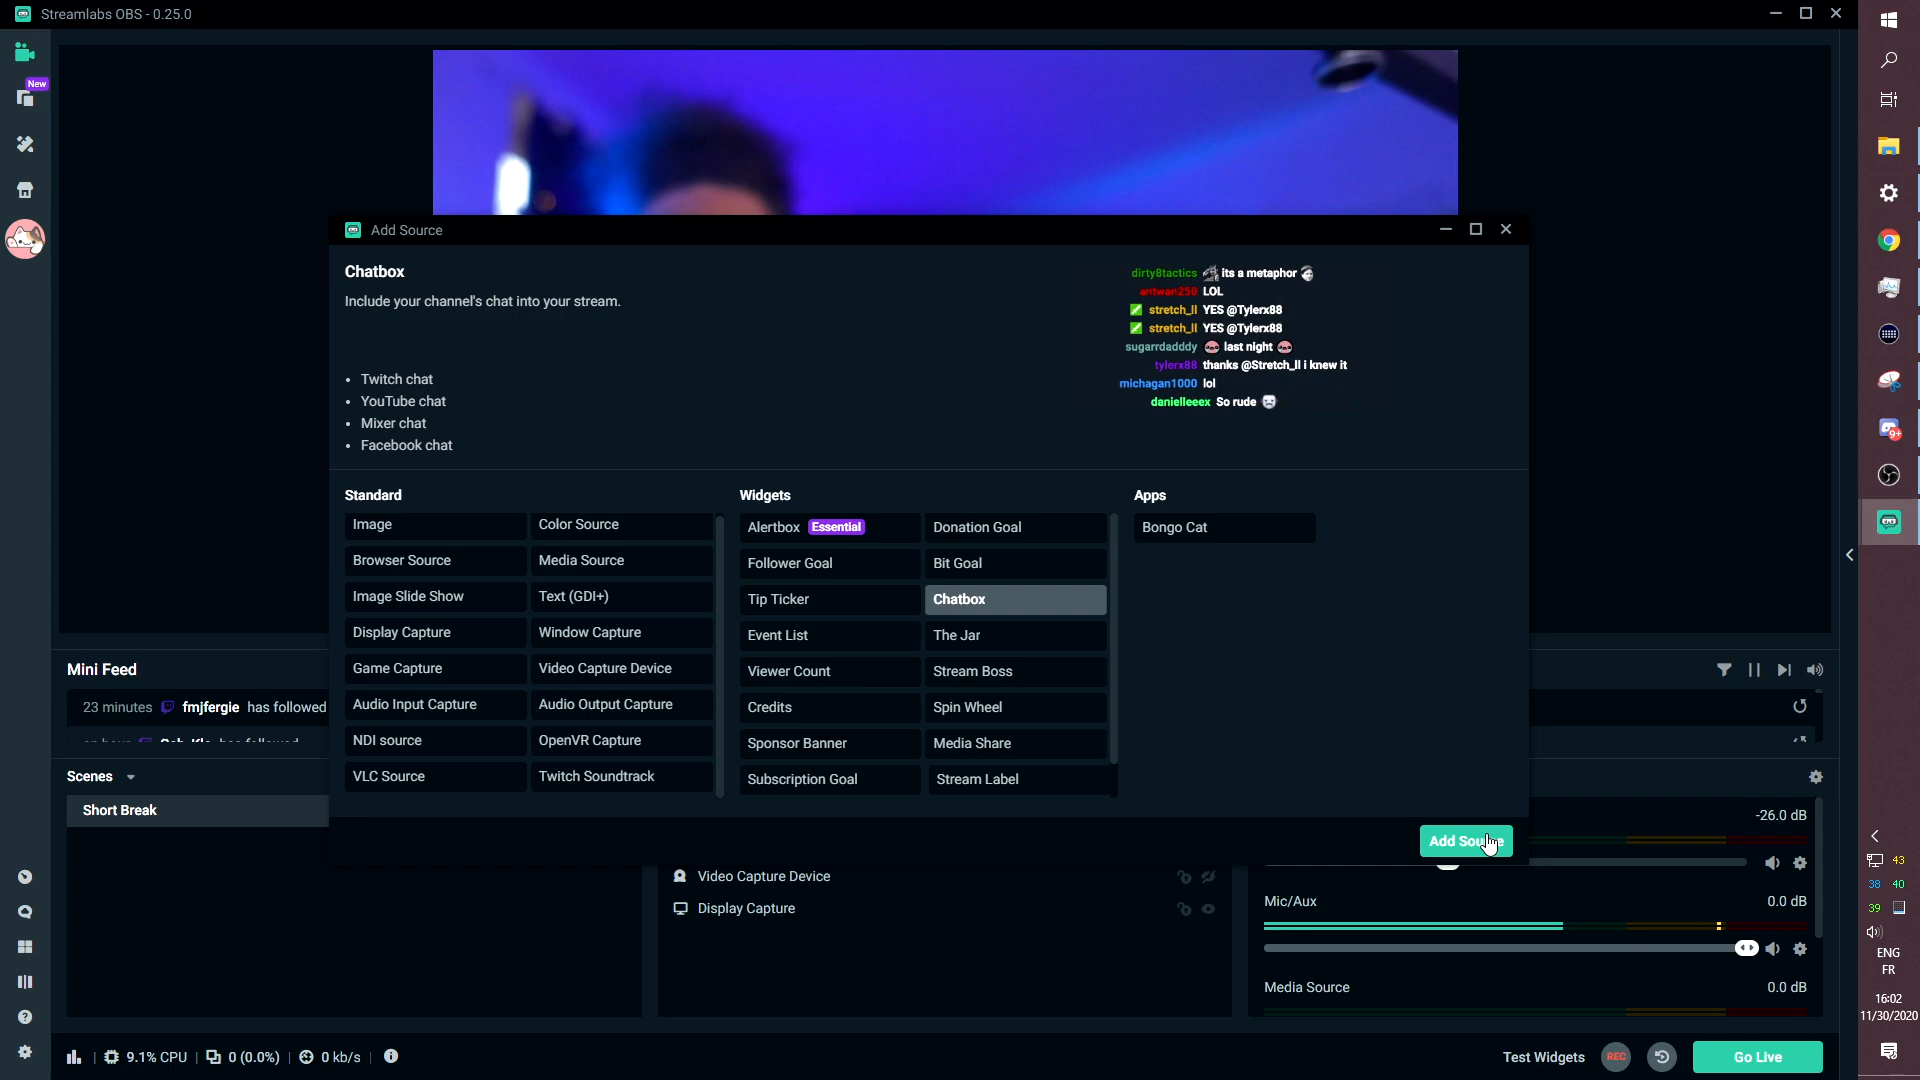 Streamlabs OBS - 0.25.0
New
Add Source
Chatbox
Include your channel's chat into your stream.
• Twitch chat
• YouTube chat
• Mixer chat
• Facebook chat
dirty8tactics its a metaphor
antwan250 LOL
stretch_ll YES @Tylerx88
stretch_ll YES @Tylerx88
sugarrdadddy last night
tylerx88 thanks @Stretch_ll i knew it
michagan1000 lol
danielleeex So rude
Standard
Image
Color Source
Browser Source
Media Source
Image Slide Show
Text (GDI+)
Display Capture
Window Capture
Game Capture
Video Capture Device
Audio Input Capture
Audio Output Capture
NDI source
OpenVR Capture
VLC Source
Twitch Soundtrack
Widgets
Alertbox Essential
Donation Goal
Follower Goal
Bit Goal
Tip Ticker
Chatbox
Event List
The Jar
Viewer Count
Stream Boss
Credits
Spin Wheel
Sponsor Banner
Media Share
Subscription Goal
Stream Label
Apps
Bongo Cat
Add Source
Mini Feed
23 minutes fmjfergie has followed
Scenes
Short Break
Video Capture Device
Display Capture
-26.0 dB
Mic/Aux 0.0 dB
Media Source 0.0 dB
9.1% CPU 0 (0.0%) 0 kb/s
Test Widgets REC Go Live
9+
43
38 40
39
ENG
FR
16:02
11/30/2020